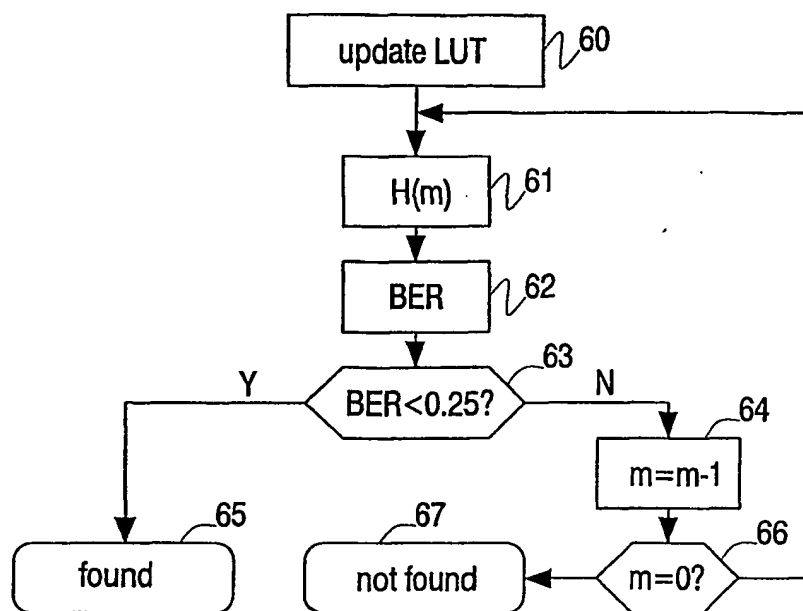 update LUT
60
H(m)
61
BER
62
63
Y
BER<0.25?
N
64
m=m-1
65
found
67
not found
66
m=0?